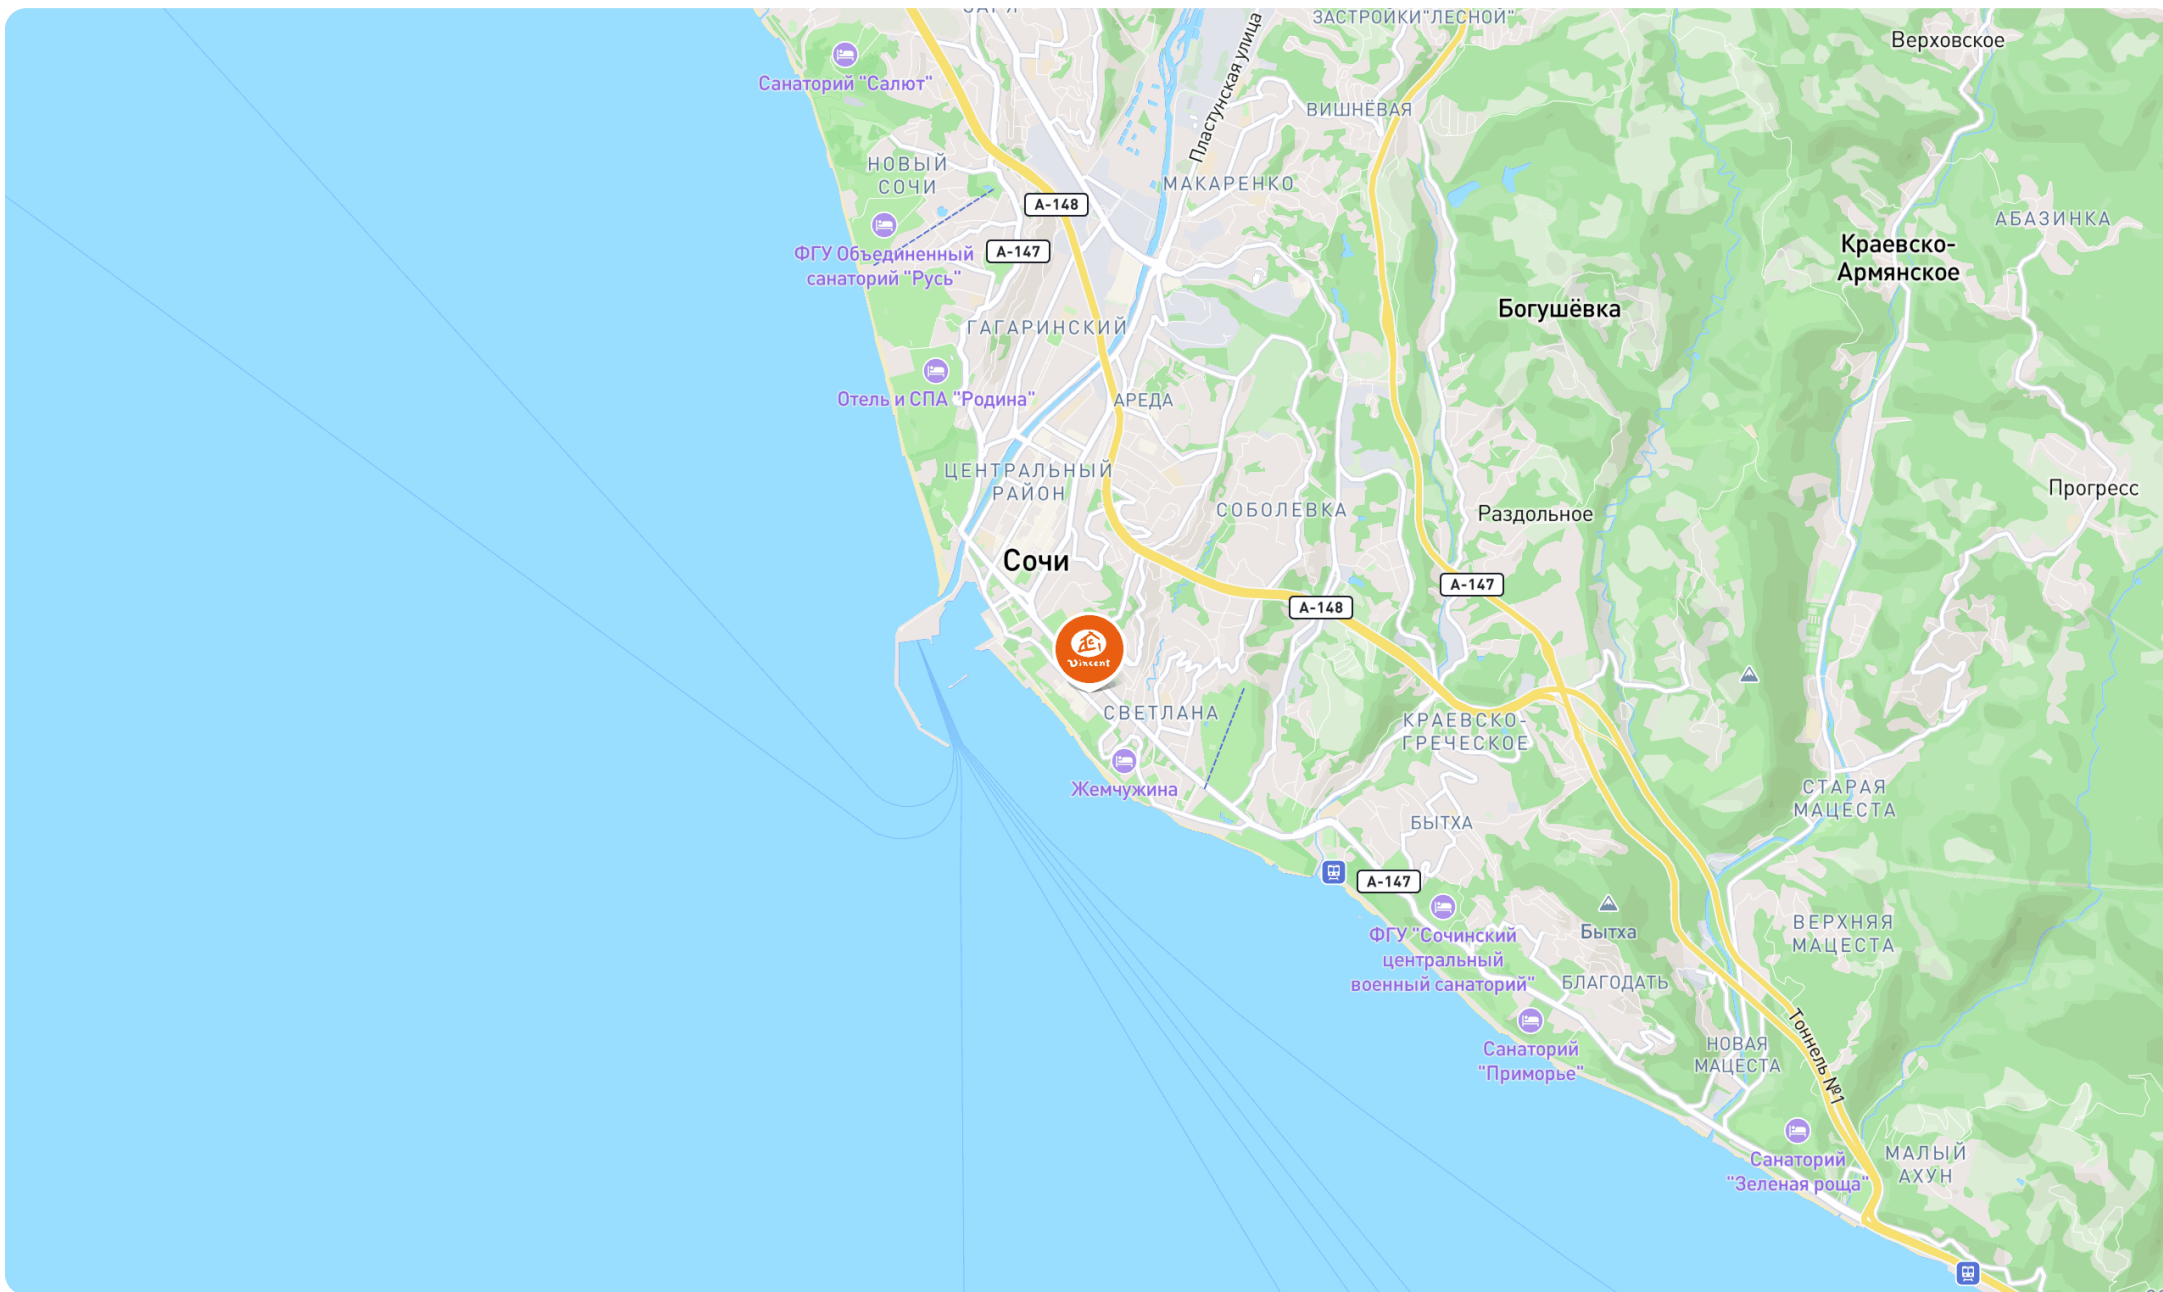 ЗАСТРОЙКИ"ЛЕСНОЙ"
Верховское
Санаторий "Салют"
Пластунская улица
ВИШНЁВАЯ
НОВЫЙ
СОЧИ
МАКАРЕНКО
А-148
АБАЗИНКА
ФГУ Объединенный
санаторий "Русь"
А-147
Краевско-
Армянское
Богушёвка
ГАГАРИНСКИЙ
Отель и СПА "Родина"
АРЕДА
ЦЕНТРАЛЬНЫЙ
РАЙОН
Прогресс
СОБОЛЕВКА
Раздольное
Сочи
А-147
А-148
Vincent
СВЕТЛАНА
КРАЕВСКО-
ГРЕЧЕСКОЕ
Жемчужина
СТАРАЯ
МАЦЕСТА
БЫТХА
А-147
ФГУ "Сочинский
центральный
военный санаторий"
Бытха
ВЕРХНЯЯ
МАЦЕСТА
БЛАГОДАТЬ
Санаторий
"Приморье"
НОВАЯ
МАЦЕСТА
Тоннель №1
Санаторий
"Зеленая роща"
МАЛЫЙ
АХУН